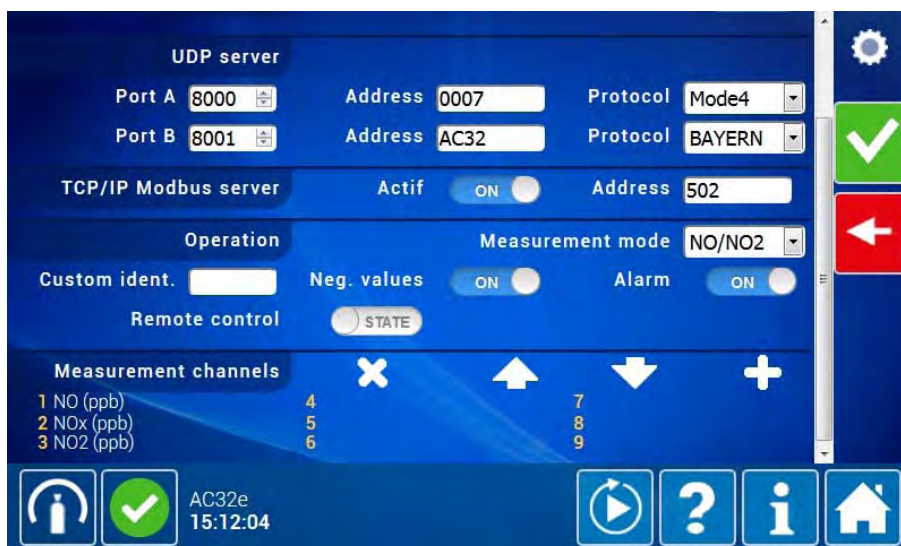 UDP server
Port A 8000 Address 0007 Protocol Mode4
Port B 8001 Address AC32 Protocol BAYERN
TCP/IP Modbus server Actif ON Address 502
Operation Measurement mode NO/NO2
Custom ident. Neg. values ON Alarm ON
Remote control STATE
Measurement channels
1 NO (ppb) 4 7
2 NOx (ppb) 5 8
3 NO2 (ppb) 6 9
AC32e
15:12:04